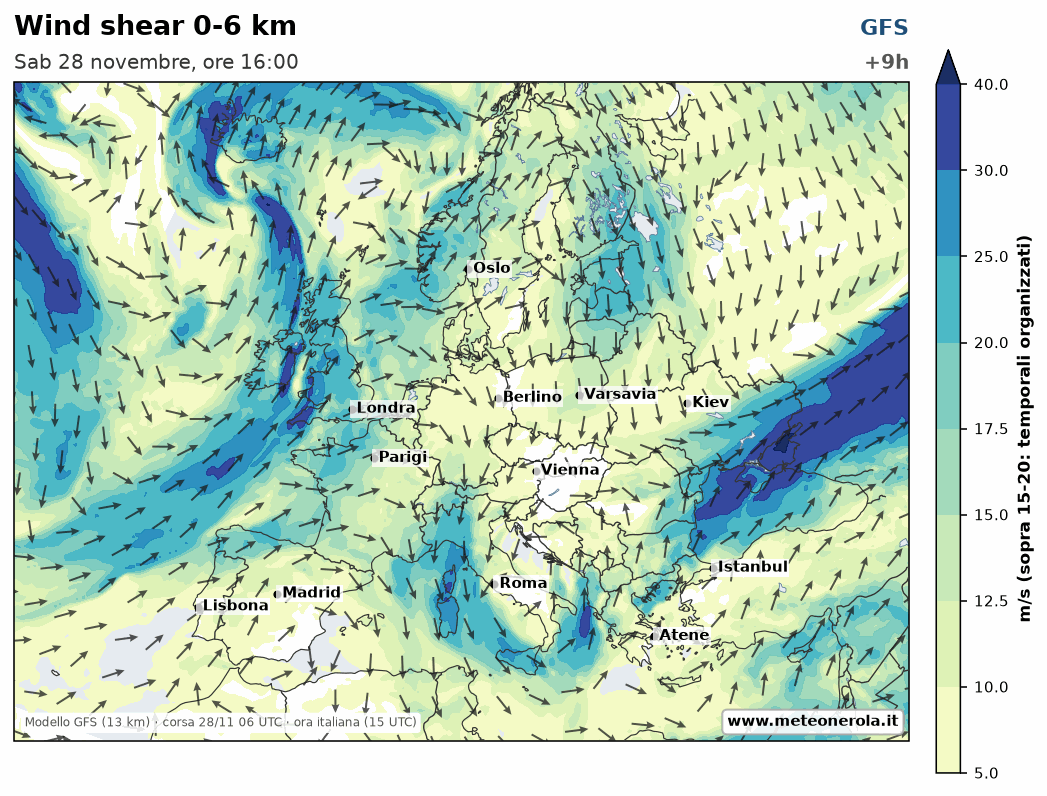 Wind shear 0-6 km
GFS
Sab 28 novembre, ore 16:00
+9h
40.0
30.0
25.0
20.0
17.5
15.0
12.5
10.0
5.0
m/s (sopra 15-20: temporali organizzati)
Oslo
Berlino
Varsavia
Kiev
Londra
Parigi
Vienna
Istanbul
Roma
Madrid
Lisbona
Atene
Modello GFS (13 km) · corsa 28/11 06 UTC · ora italiana (15 UTC)
www.meteonerola.it